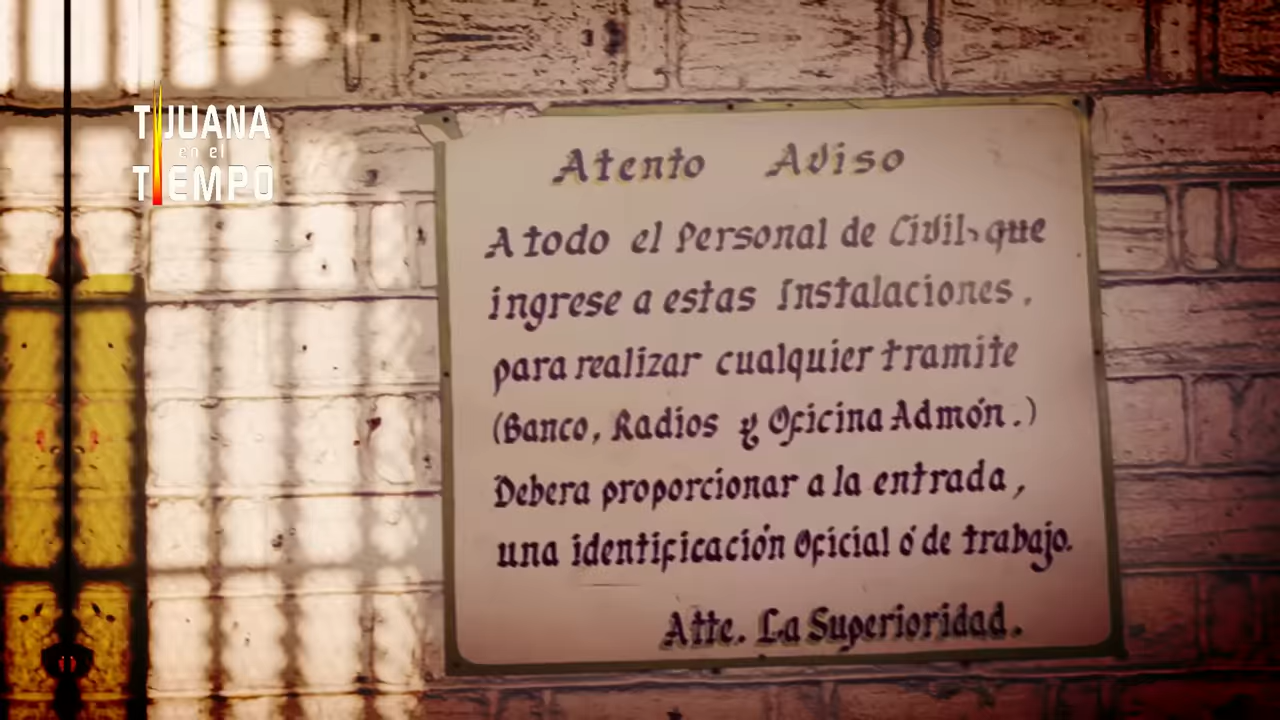 TIJUANA
en el
TIEMPO
Atento Aviso
A todo el Personal de Civil, que
ingrese a estas Instalaciones,
para realizar cualquier tramite
(Banco, Radios y Oficina Admón.)
Debera proporcionar a la entrada,
una identificación Oficial ó de trabajo.
Atte. La Superioridad.